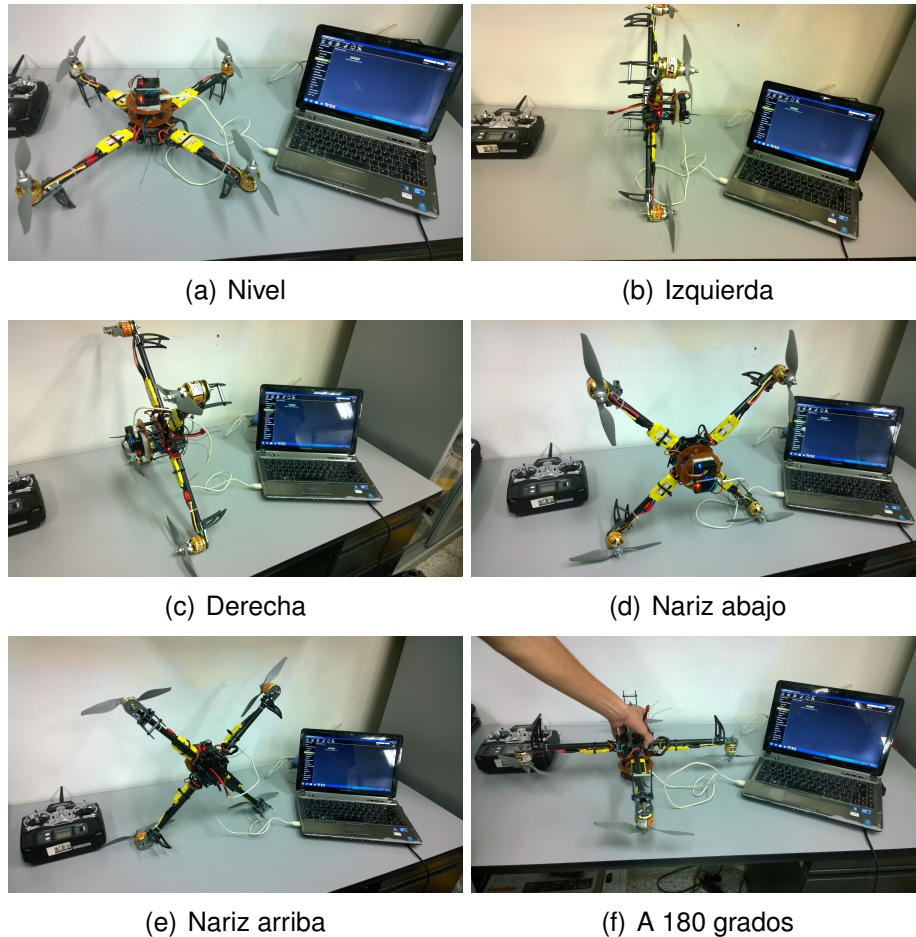 (a) Nivel
(b) Izquierda
(c) Derecha
(d) Nariz abajo
(e) Nariz arriba
(f) A 180 grados